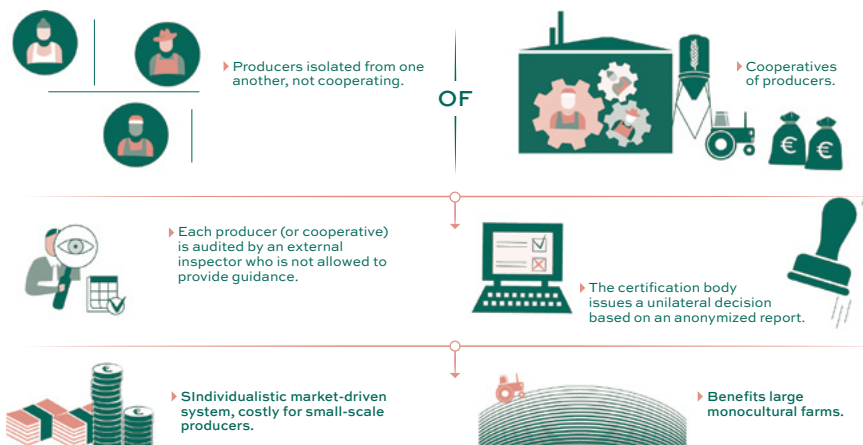 Producers isolated from one
another, not cooperating.
OF
Cooperatives
of producers.
Each producer (or cooperative)
is audited by an external
inspector who is not allowed to
provide guidance.
The certification body
issues a unilateral decision
based on an anonymized report.
SIndividualistic market-driven
system, costly for small-scale
producers.
Benefits large
monocultural farms.
€
€
€
€